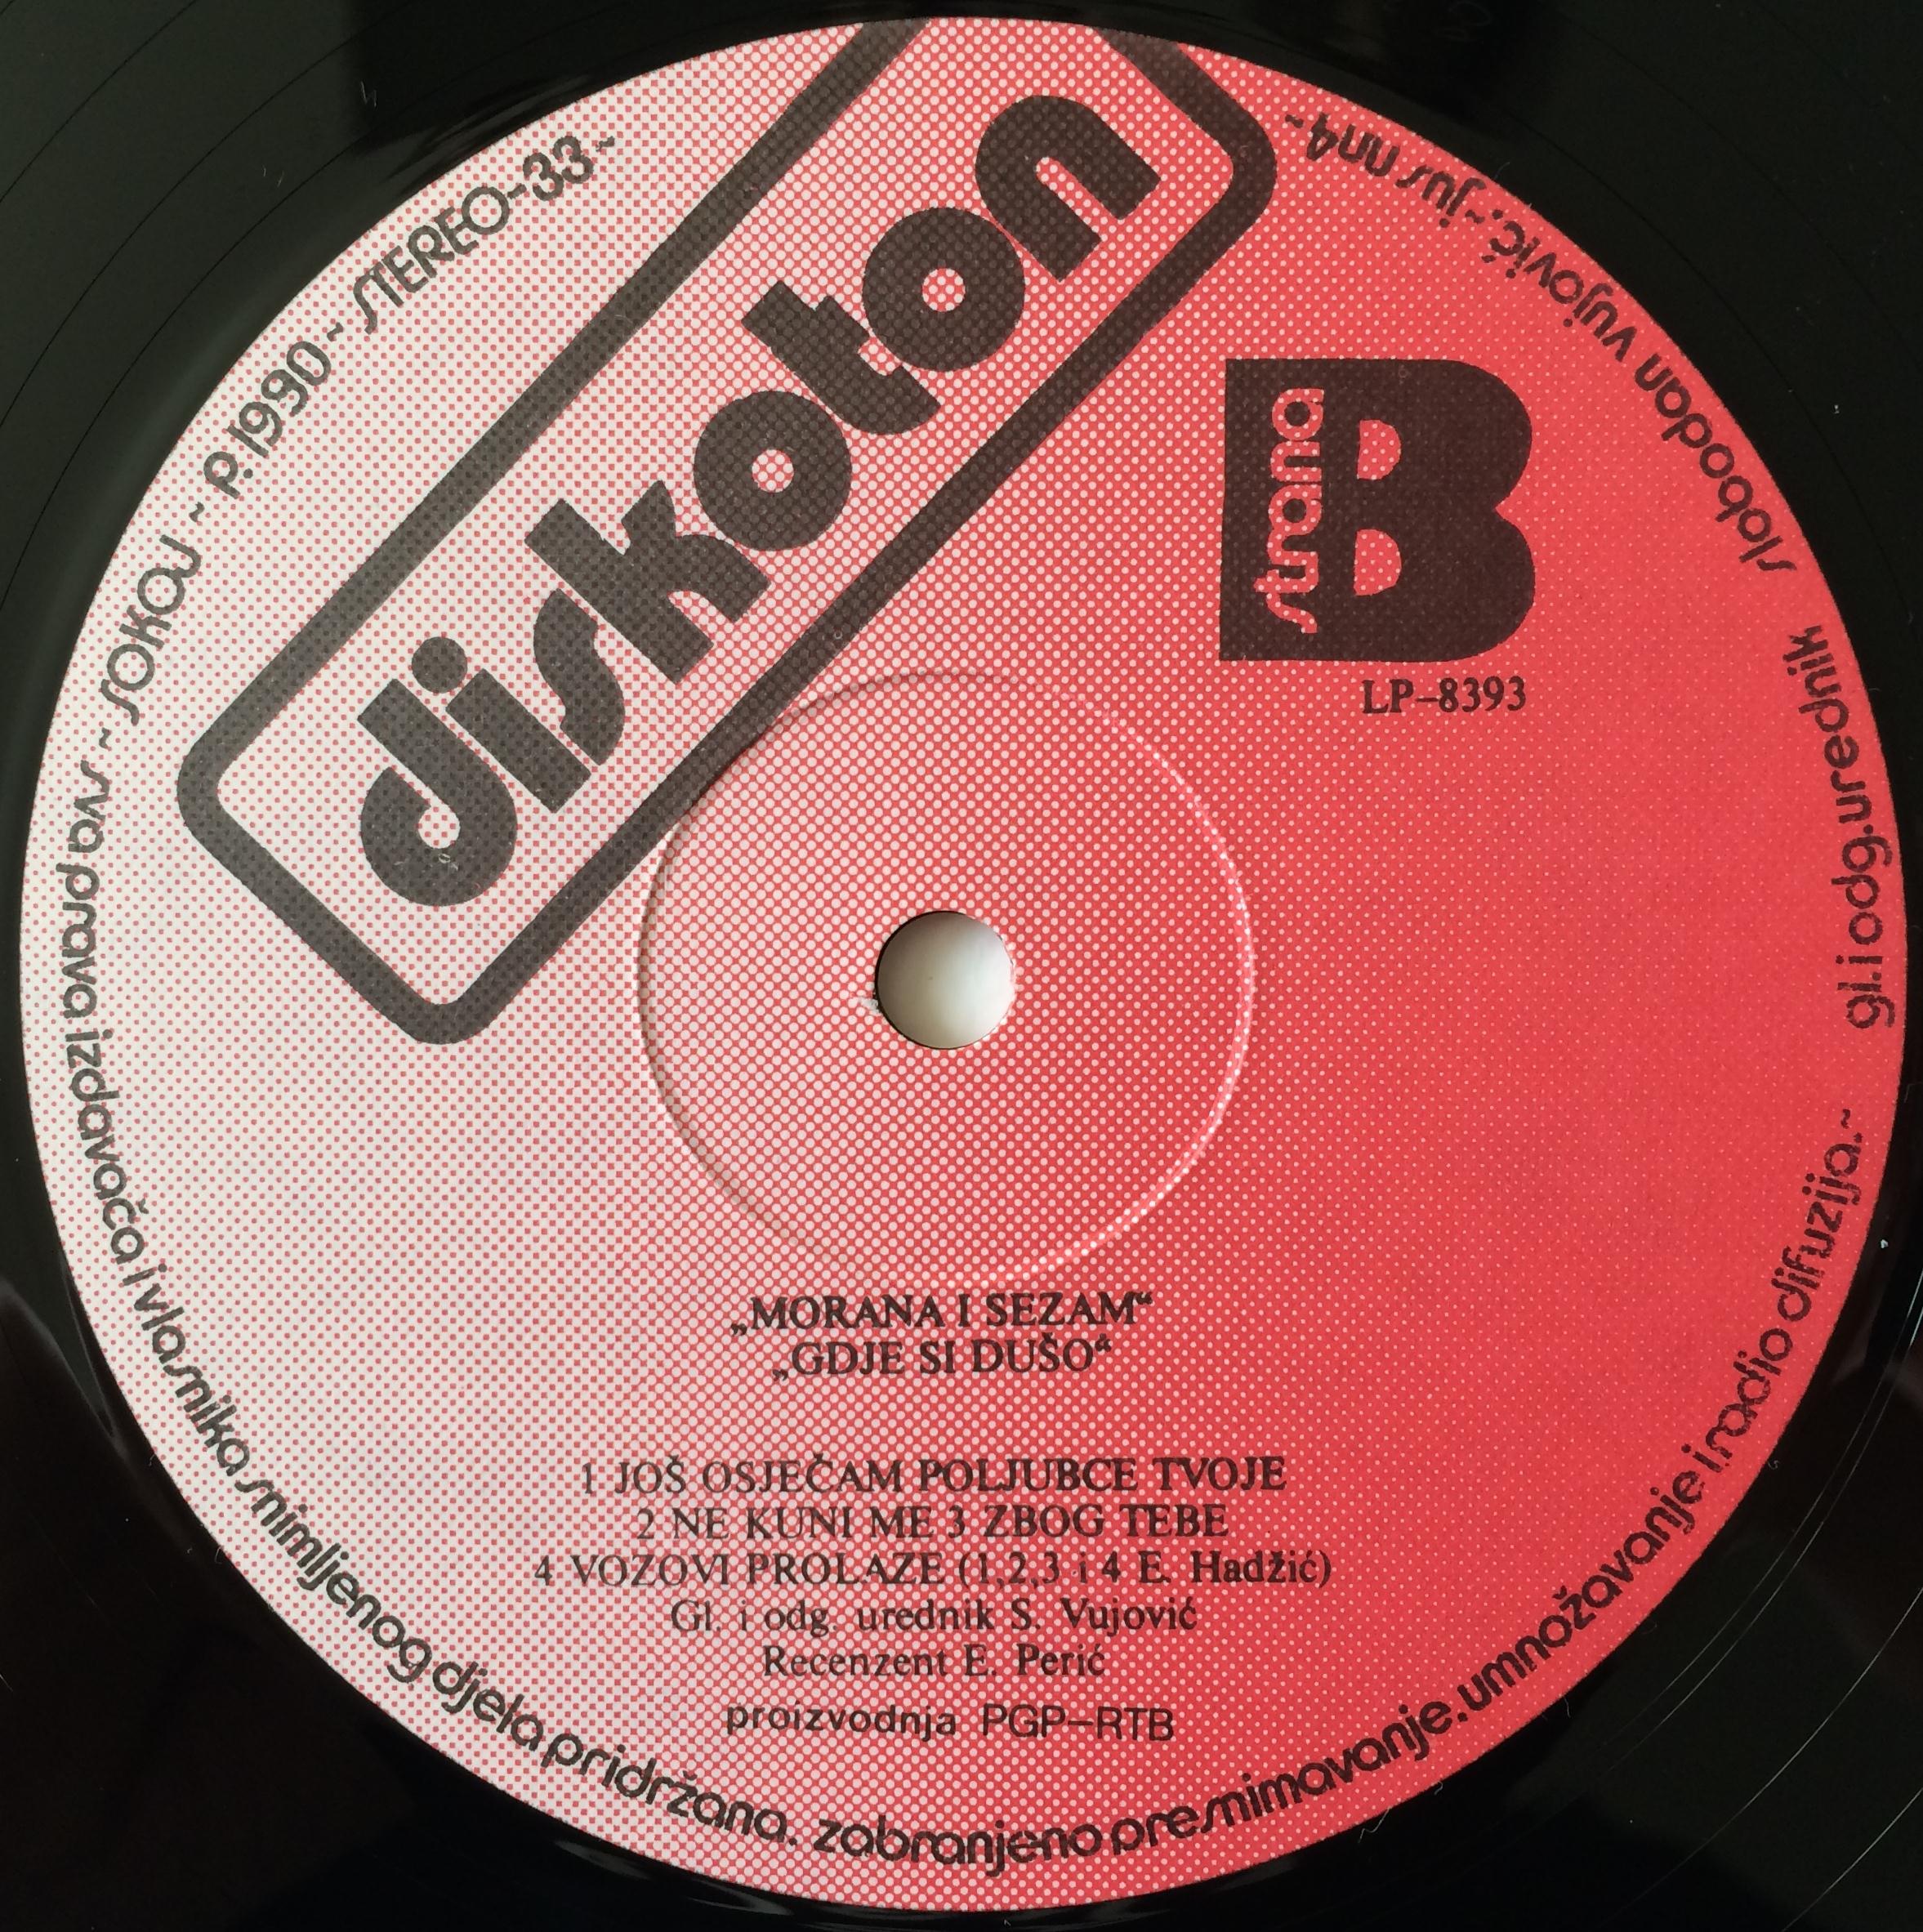 diskoton
strana
B
LP-8393
„MORANA I SEZAM“
„GDJE SI DUŠO“
1 JOŠ OSJEČAM POLJUBCE TVOJE
2 NE KUNI ME 3 ZBOG TEBE
4 VOZOVI PROLAZE (1,2,3 i 4 E. Hadžić)
Gl. i odg. urednik S. Vujović
Recenzent E. Perić
proizvodnja PGP-RTB
STEREO-33~
p.1990~
SOKOJ~
~sva prava izdavača i vlasnika snimljenog djela pridržana. zabranjeno presnimavanje. umnožavanje i radio difuzija.~
gl. i odg. urednik
slobodan vujović.~jus nn4~